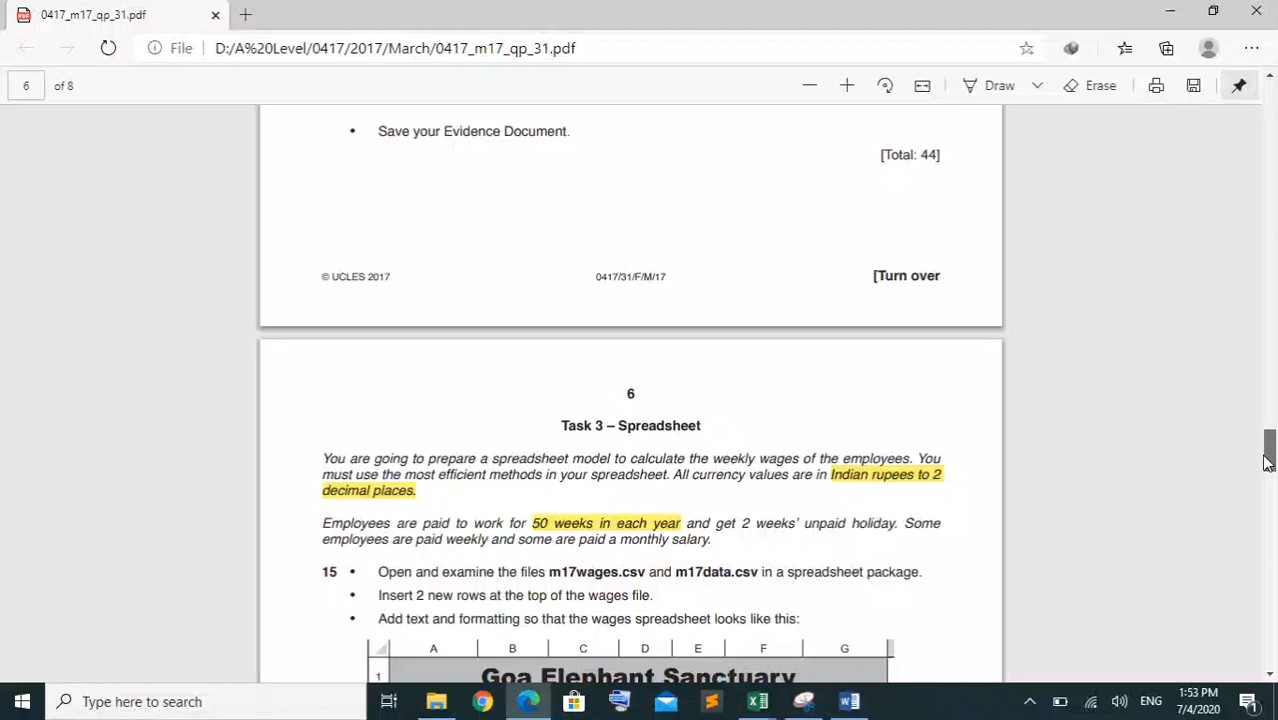 0417_m17_qp_31.pdf
File D:/A%20Level/0417/2017/March/0417_m17_qp_31.pdf
6 of 8 Draw Erase
• Save your Evidence Document.
[Total: 44]
© UCLES 2017 0417/31/F/M/17 [Turn over
6
Task 3 – Spreadsheet
You are going to prepare a spreadsheet model to calculate the weekly wages of the employees. You
must use the most efficient methods in your spreadsheet. All currency values are in Indian rupees to 2
decimal places.
Employees are paid to work for 50 weeks in each year and get 2 weeks' unpaid holiday. Some
employees are paid weekly and some are paid a monthly salary.
15 • Open and examine the files m17wages.csv and m17data.csv in a spreadsheet package.
• Insert 2 new rows at the top of the wages file.
• Add text and formatting so that the wages spreadsheet looks like this:
A B C D E F G
1 Goa Elephant Sanctuary
Type here to search
ENG
1:53 PM
7/4/2020
1